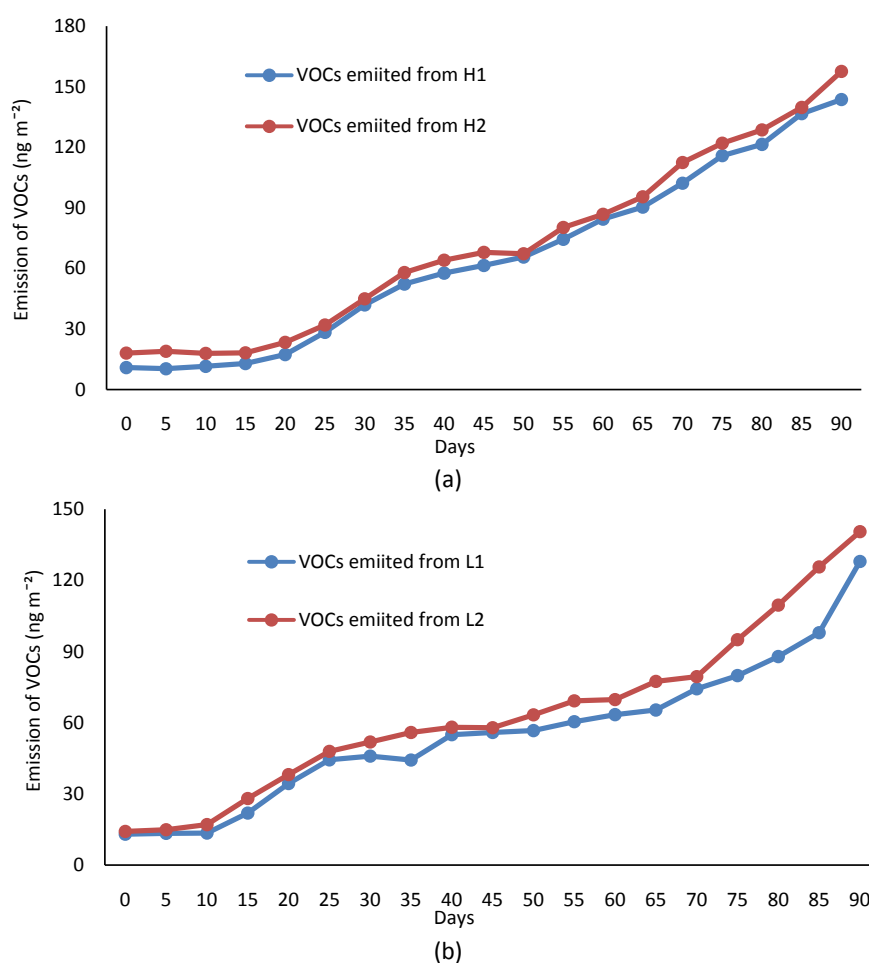 180
150
120
90
60
30
0
Emission of VOCs (ng m⁻²)
VOCs emiited from H1
VOCs emiited from H2
0 5 10 15 20 25 30 35 40 45 50 55 60 65 70 75 80 85 90
Days
(a)
150
120
90
60
30
0
Emission of VOCs (ng m⁻²)
VOCs emiited from L1
VOCs emiited from L2
0 5 10 15 20 25 30 35 40 45 50 55 60 65 70 75 80 85 90
Days
(b)